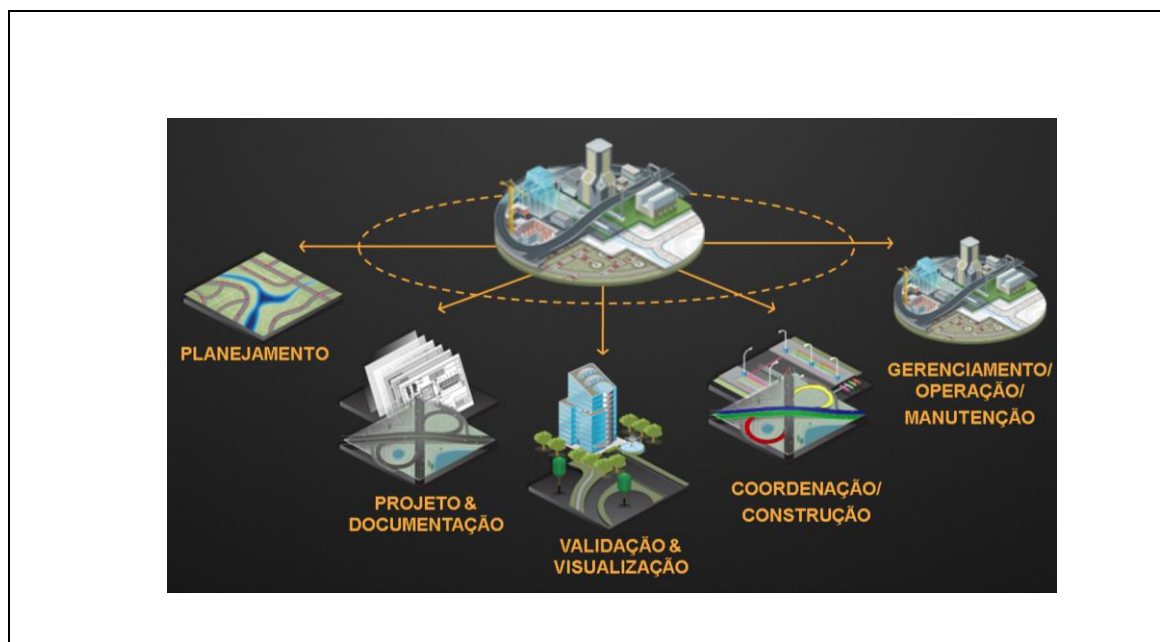 PLANEJAMENTO
PROJETO &
DOCUMENTAÇÃO
VALIDAÇÃO &
VISUALIZAÇÃO
COORDENAÇÃO/
CONSTRUÇÃO
GERENCIAMENTO/
OPERAÇÃO/
MANUTENÇÃO